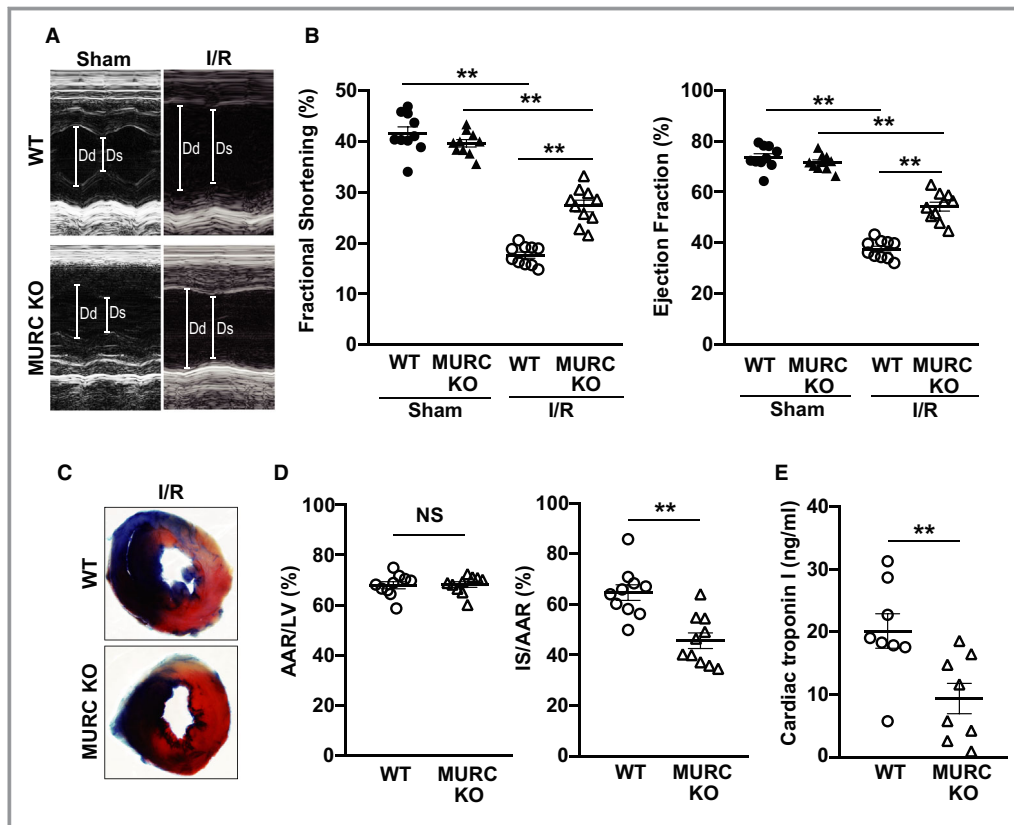 A
Sham
I/R
WT
Dd
Ds
Dd
Ds
MURC KO
Dd
Ds
Dd
Ds
B
Fractional Shortening (%)
50
40
30
20
10
0
**
**
**
WT
MURC
KO
WT
MURC
KO
Sham
I/R
Ejection Fraction (%)
100
80
60
40
20
0
**
**
**
WT
MURC
KO
WT
MURC
KO
Sham
I/R
C
I/R
WT
MURC KO
D
AAR/LV (%)
100
80
60
40
20
0
NS
WT
MURC
KO
IS/AAR (%)
100
80
60
40
20
0
**
WT
MURC
KO
E
Cardiac troponin I (ng/ml)
40
30
20
10
0
**
WT
MURC
KO